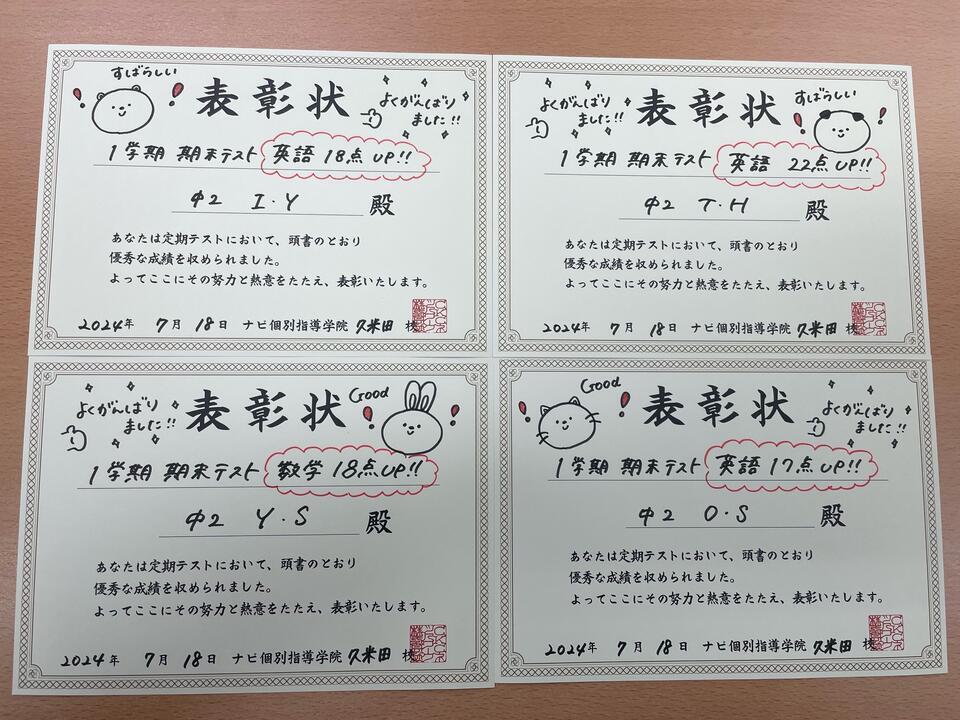 すばらしい
表彰状
よくがんばり
ました!!
1学期 期末テスト 英語 18点 UP!!
中2 I.Y 殿
あなたは定期テストにおいて、頭書のとおり
優秀な成績を収められました。
よってここにその努力と熱意をたたえ、表彰いたします。
2024年 7月 18日 ナビ個別指導学院 久米田 校
よくがんばり
ました!!
表彰状
すばらしい
1学期 期末テスト 英語 22点 UP!!
中2 T.H 殿
あなたは定期テストにおいて、頭書のとおり
優秀な成績を収められました。
よってここにその努力と熱意をたたえ、表彰いたします。
2024年 7月 18日 ナビ個別指導学院 久米田 校
よくがんばり
ました!!
表彰状
Good
1学期 期末テスト 数学 18点 UP!!
中2 Y.S 殿
あなたは定期テストにおいて、頭書のとおり
優秀な成績を収められました。
よってここにその努力と熱意をたたえ、表彰いたします。
2024年 7月 18日 ナビ個別指導学院 久米田 校
Good
表彰状
よくがんばり
ました!!
1学期 期末テスト 英語 17点 UP!!
中2 O.S 殿
あなたは定期テストにおいて、頭書のとおり
優秀な成績を収められました。
よってここにその努力と熱意をたたえ、表彰いたします。
2024年 7月 18日 ナビ個別指導学院 久米田 校